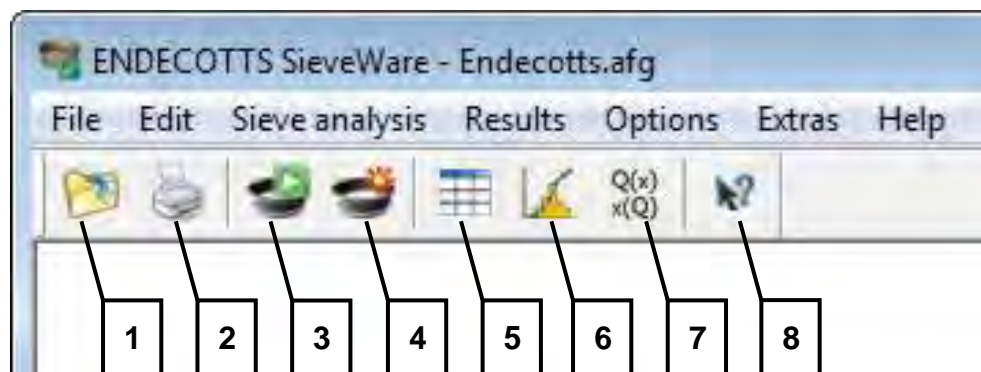 ENDECOTTS SieveWare - Endecotts.afg
File Edit Sieve analysis Results Options Extras Help
Q(x)
x(Q)
?
1 2 3 4 5 6 7 8